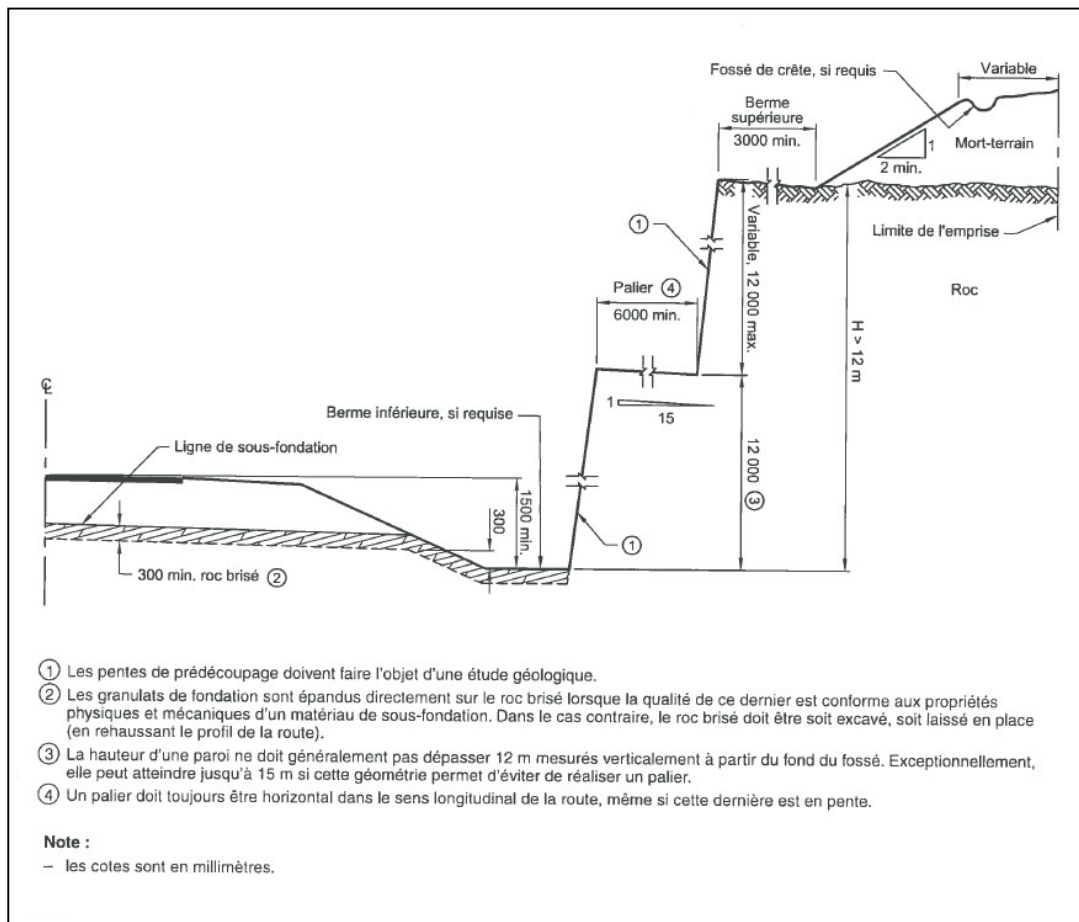 Fossé de crête, si requis
Variable
Berme
supérieure
3000 min.
1
2 min.
Mort-terrain
①
Variable, 12 000 max.
Limite de l'emprise
Palier ④
6000 min.
Roc
H > 12 m
℄
1
15
Berme inférieure, si requise
Ligne de sous-fondation
12 000 ③
1500 min.
300
①
300 min. roc brisé ②
① Les pentes de prédécoupage doivent faire l'objet d'une étude géologique.
② Les granulats de fondation sont épandus directement sur le roc brisé lorsque la qualité de ce dernier est conforme aux propriétés
physiques et mécaniques d'un matériau de sous-fondation. Dans le cas contraire, le roc brisé doit être soit excavé, soit laissé en place
(en rehaussant le profil de la route).
③ La hauteur d'une paroi ne doit généralement pas dépasser 12 m mesurés verticalement à partir du fond du fossé. Exceptionnellement,
elle peut atteindre jusqu'à 15 m si cette géométrie permet d'éviter de réaliser un palier.
④ Un palier doit toujours être horizontal dans le sens longitudinal de la route, même si cette dernière est en pente.
Note :
– les cotes sont en millimètres.